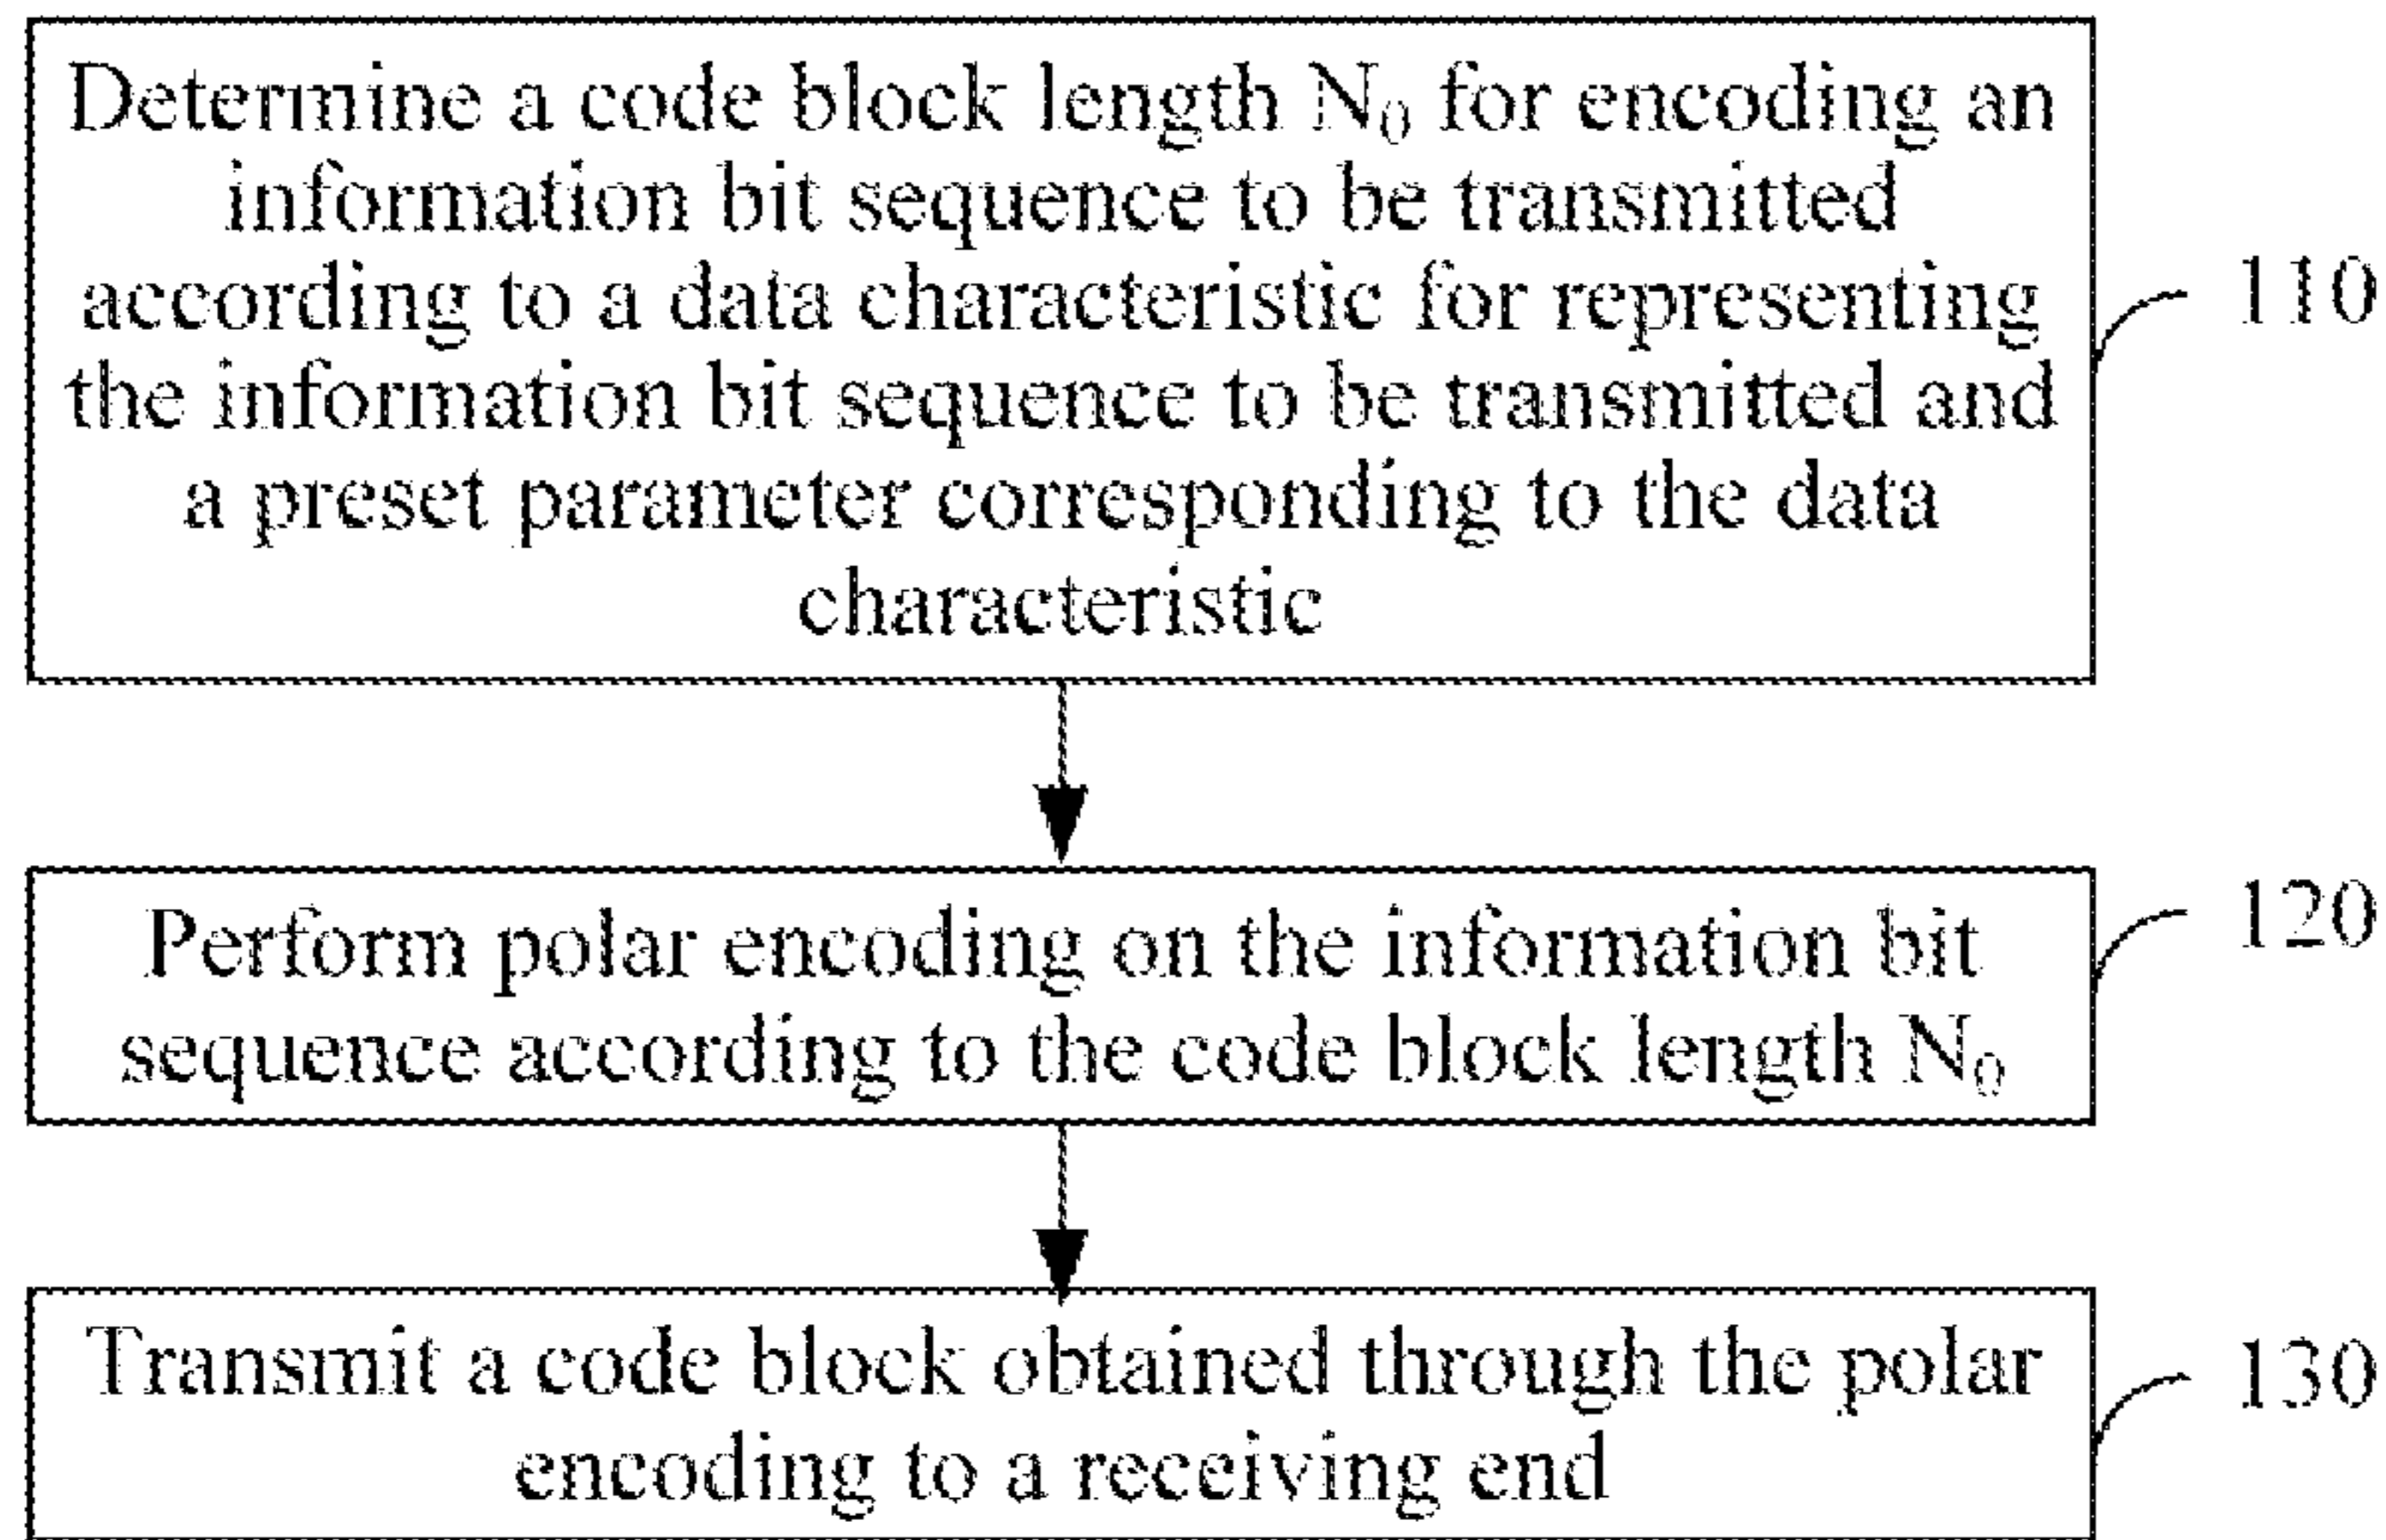 Determine a code block length N₀ for encoding an
information bit sequence to be transmitted
according to a data characteristic for representing
the information bit sequence to be transmitted and
a preset parameter corresponding to the data
characteristic
110
Perform polar encoding on the information bit
sequence according to the code block length N₀
120
Transmit a code block obtained through the polar
encoding to a receiving end
130